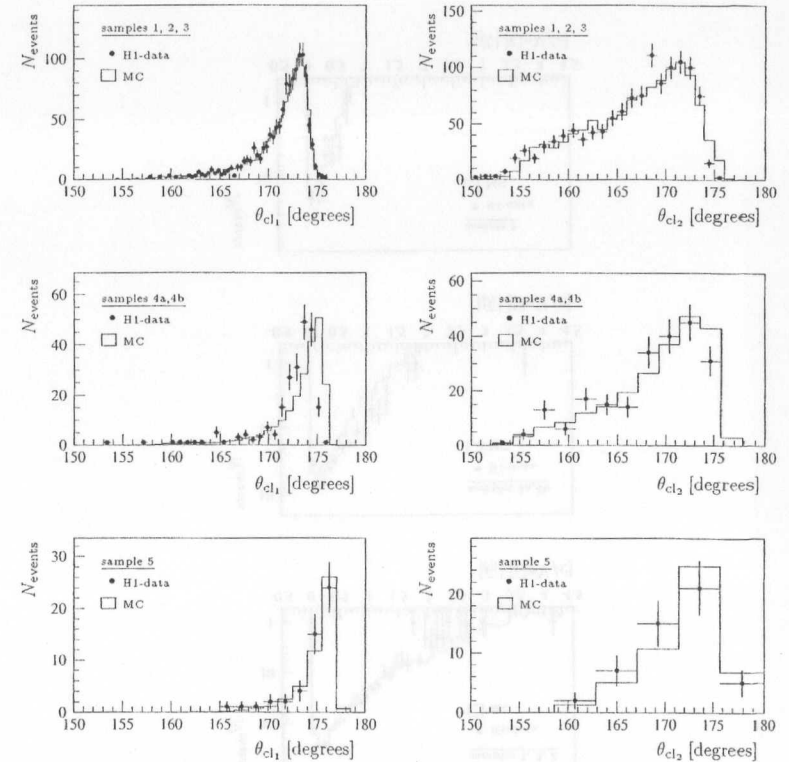 N_events
samples 1, 2, 3
H1-data
MC
100
50
0
150 155 160 165 170 175 180
θ_cl₁ [degrees]
N_events
samples 1, 2, 3
H1-data
MC
150
100
50
0
150 155 160 165 170 175 180
θ_cl₂ [degrees]
N_events
samples 4a,4b
H1-data
MC
60
40
20
0
150 155 160 165 170 175 180
θ_cl₁ [degrees]
N_events
samples 4a,4b
H1-data
MC
60
40
20
0
150 155 160 165 170 175 180
θ_cl₂ [degrees]
N_events
sample 5
H1-data
MC
30
20
10
0
150 155 160 165 170 175 180
θ_cl₁ [degrees]
N_events
sample 5
H1-data
MC
20
10
0
150 155 160 165 170 175 180
θ_cl₂ [degrees]